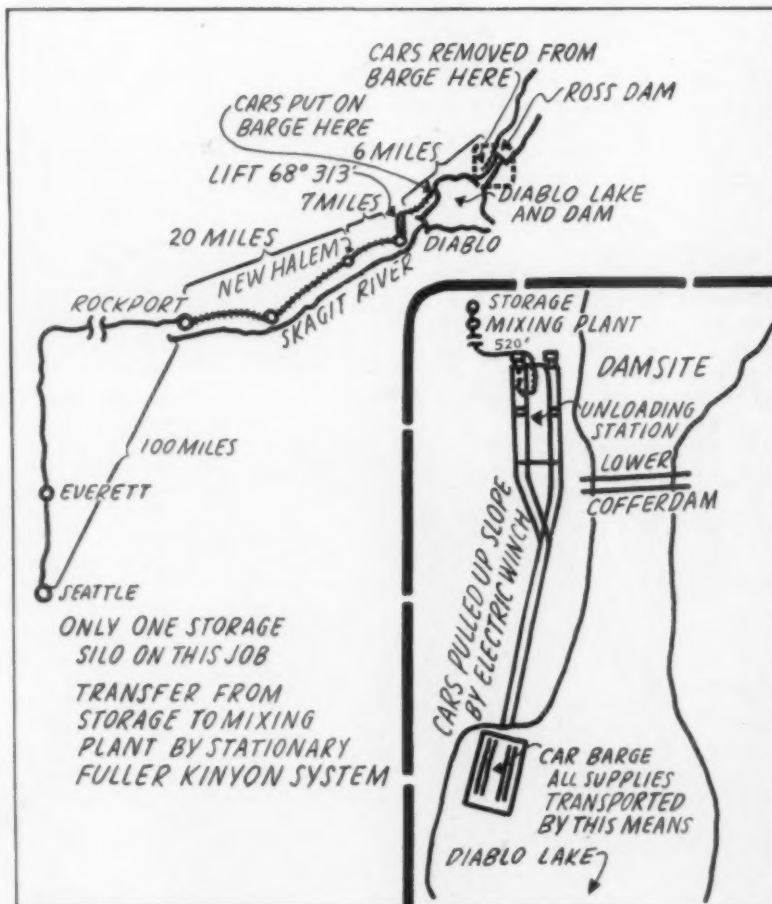 CARS REMOVED FROM
BARGE HERE
ROSS DAM
CARS PUT ON
BARGE HERE
6 MILES
LIFT 68° 313'
7 MILES
DIABLO LAKE
AND DAM
20 MILES
NEW HALEM
DIABLO
SKAGIT RIVER
ROCKPORT
100 MILES
EVERETT
SEATTLE
ONLY ONE STORAGE
SILO ON THIS JOB
TRANSFER FROM
STORAGE TO MIXING
PLANT BY STATIONARY
FULLER KINYON SYSTEM
STORAGE
MIXING PLANT
520'
DAMSITE
UNLOADING
STATION
LOWER
COFFERDAM
CARS PULLED UP SLOPE
BY ELECTRIC WINCH
CAR BARGE
ALL SUPPLIES
TRANSPORTED
BY THIS MEANS
DIABLO LAKE